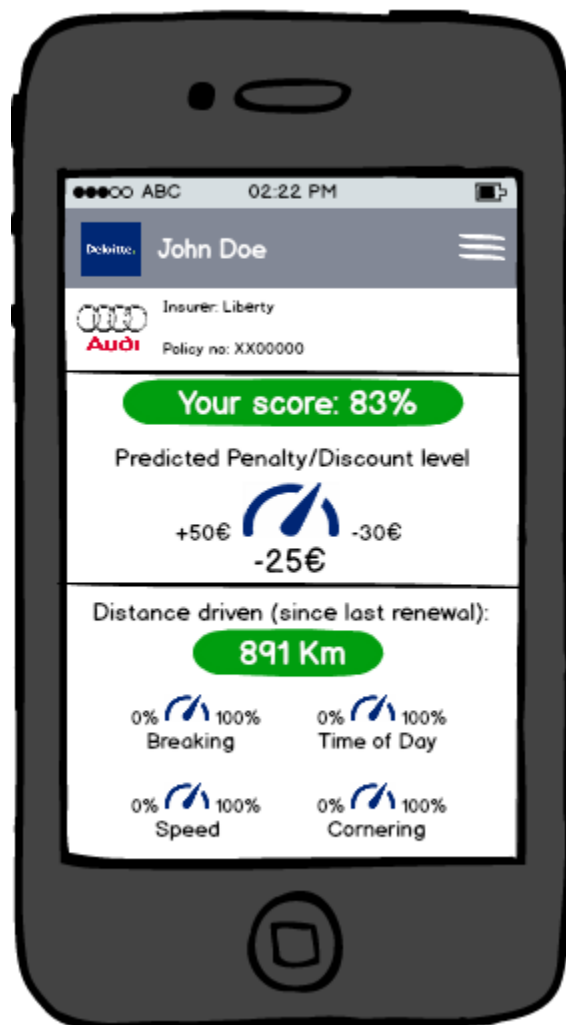 ABC 02:22 PM
Deloitte. John Doe
Insurer: Liberty
Audi
Policy no: XX00000
Your score: 83%
Predicted Penalty/Discount level
+50€ -30€
-25€
Distance driven (since last renewal):
891 Km
0% 100% 0% 100%
Breaking Time of Day
0% 100% 0% 100%
Speed Cornering